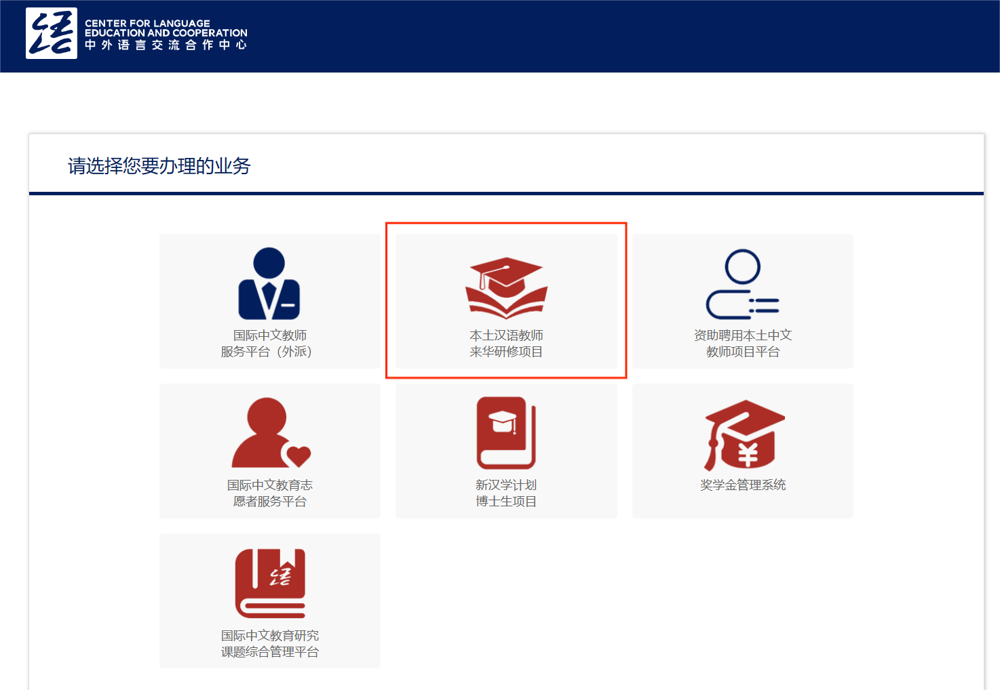 CENTER FOR LANGUAGE
EDUCATION AND COOPERATION
中外语言交流合作中心
请选择您要办理的业务
国际中文教师
服务平台（外派）
本土汉语教师
来华研修项目
资助聘用本土中文
教师项目平台
国际中文教育志
愿者服务平台
新汉学计划
博士生项目
奖学金管理系统
国际中文教育研究
课题综合管理平台